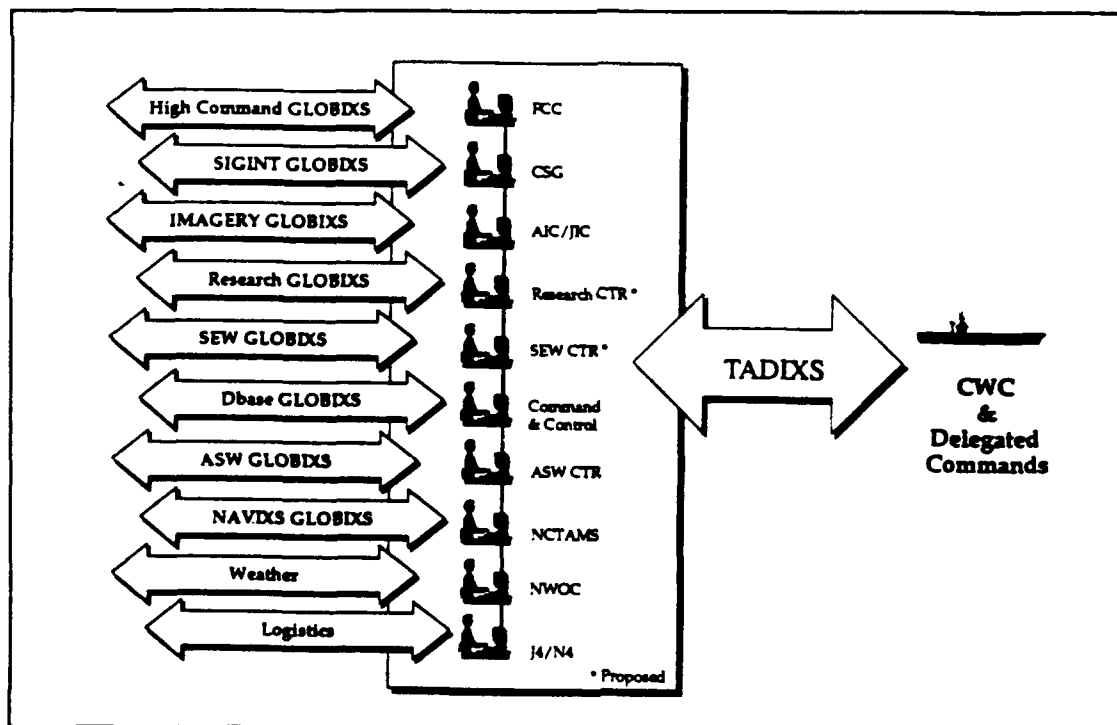 High Command GLOBIXS
FCC
SIGINT GLOBIXS
CSG
IMAGERY GLOBIXS
AIC/JIC
Research GLOBIXS
Research CTR *
SEW GLOBIXS
SEW CTR *
Dbase GLOBIXS
Command
& Control
ASW GLOBIXS
ASW CTR
NAVIXS GLOBIXS
NCTAMS
Weather
NWOC
Logistics
J4/N4
* Proposed
TADIXS
CWC
&
Delegated
Commands